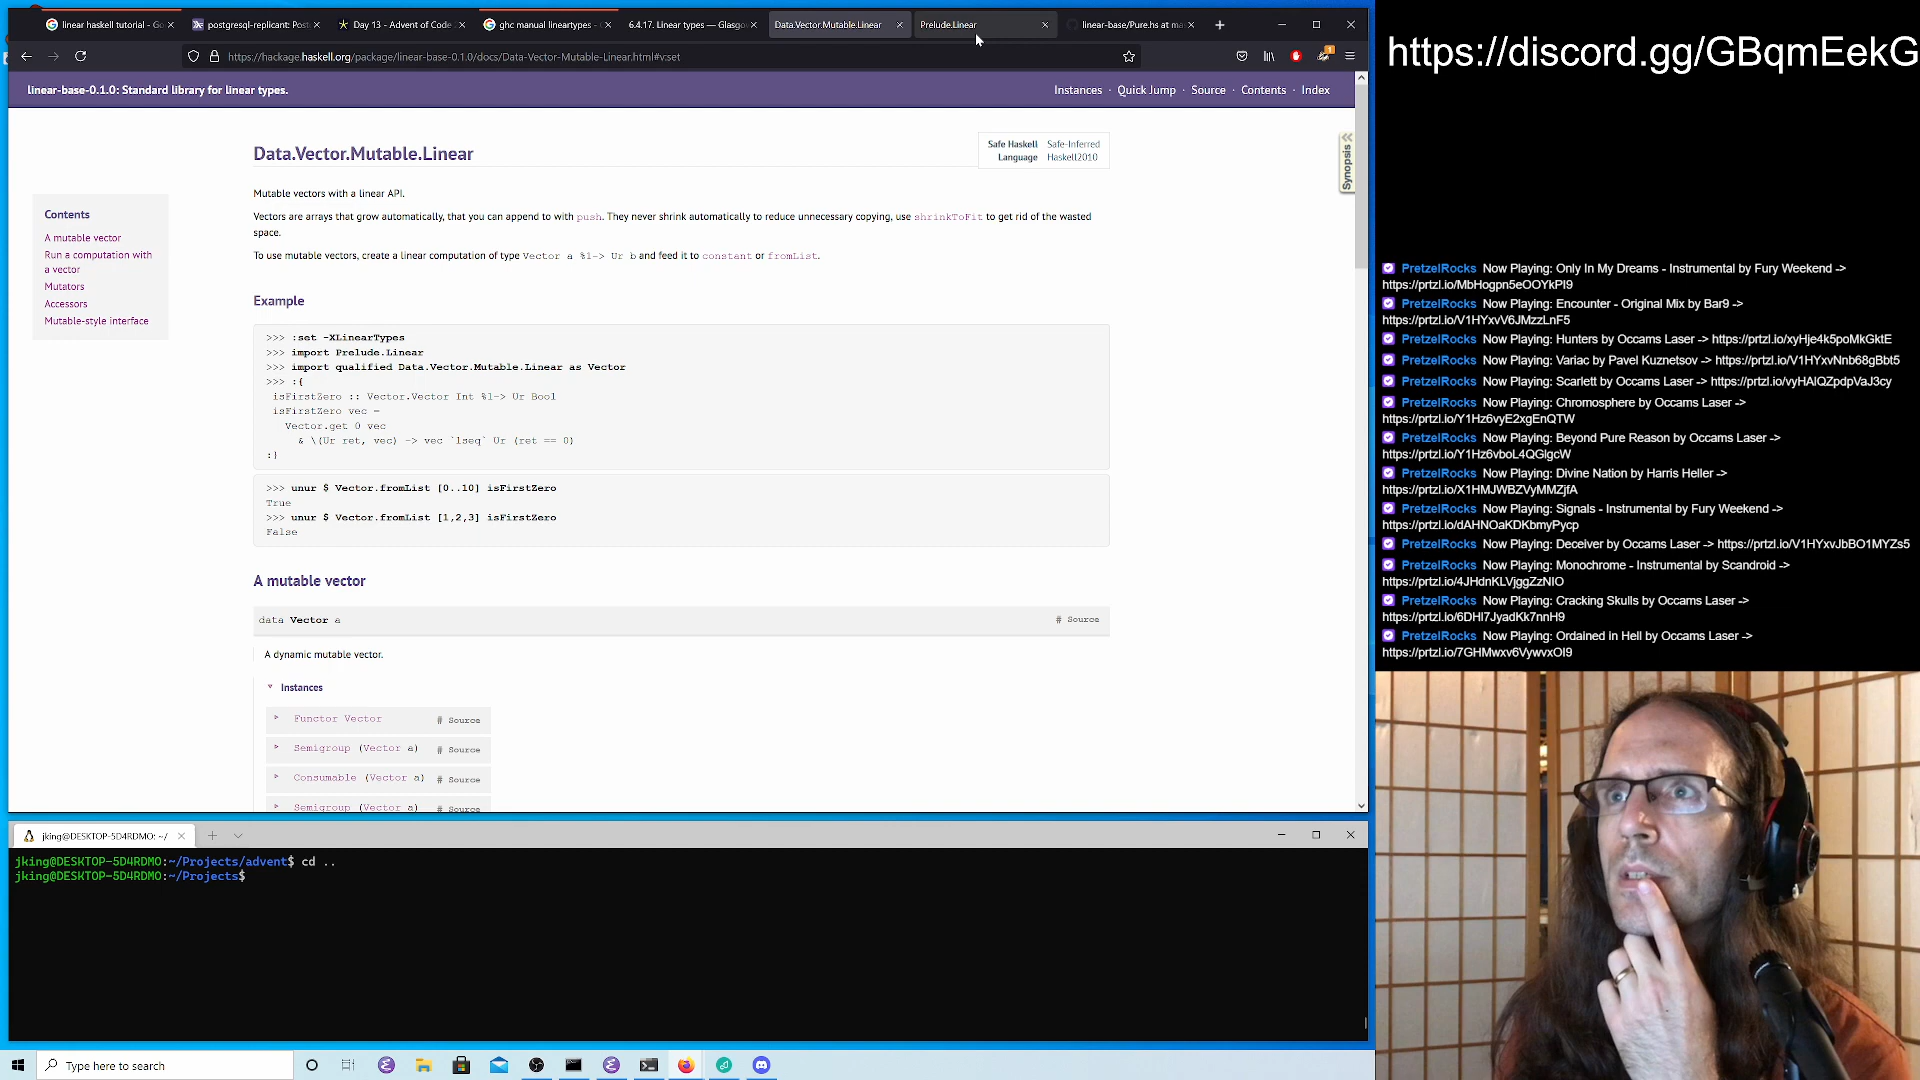 linear haskell tutorial - Go
postgresql-replicant: Post
Day 13 - Advent of Code
ghc manual lineartypes -
6.4.17. Linear types — Glasgo
Data.Vector.Mutable.Linear
Prelude.Linear
linear-base/Pure.hs at ma
https://hackage.haskell.org/package/linear-base-0.1.0/docs/Data-Vector-Mutable-Linear.html#v:set
linear-base-0.1.0: Standard library for linear types.
Instances · Quick Jump · Source · Contents · Index
Synopsis
Data.Vector.Mutable.Linear
Safe Haskell Safe-Inferred
Language Haskell2010
Contents
A mutable vector
Run a computation with
a vector
Mutators
Accessors
Mutable-style interface
Mutable vectors with a linear API.
Vectors are arrays that grow automatically, that you can append to with push. They never shrink automatically to reduce unnecessary copying, use shrinkToFit to get rid of the wasted
space.
To use mutable vectors, create a linear computation of type Vector a %1-> Ur b and feed it to constant or fromList.
Example
>>> :set -XLinearTypes
>>> import Prelude.Linear
>>> import qualified Data.Vector.Mutable.Linear as Vector
>>> :{
isFirstZero :: Vector.Vector Int %1-> Ur Bool
isFirstZero vec =
Vector.get 0 vec
& \(Ur ret, vec) -> vec `lseq` Ur (ret == 0)
:}
>>> unur $ Vector.fromList [0..10] isFirstZero
True
>>> unur $ Vector.fromList [1,2,3] isFirstZero
False
A mutable vector
data Vector a # Source
A dynamic mutable vector.
Instances
Functor Vector # Source
Semigroup (Vector a) # Source
Consumable (Vector a) # Source
Semigroup (Vector a) # Source
jking@DESKTOP-5D4RDMO: ~/
jking@DESKTOP-5D4RDMO:~/Projects/advent$ cd ..
jking@DESKTOP-5D4RDMO:~/Projects$
Type here to search
https://discord.gg/GBqmEekG
PretzelRocks Now Playing: Only In My Dreams - Instrumental by Fury Weekend ->
https://prtzl.io/MbHogpn5eOOYkPI9
PretzelRocks Now Playing: Encounter - Original Mix by Bar9 ->
https://prtzl.io/V1HYxvV6JMzzLnF5
PretzelRocks Now Playing: Hunters by Occams Laser -> https://prtzl.io/xyHje4k5poMkGktE
PretzelRocks Now Playing: Variac by Pavel Kuznetsov -> https://prtzl.io/V1HYxvNnb68gBbt5
PretzelRocks Now Playing: Scarlett by Occams Laser -> https://prtzl.io/vyHAlQZpdpVaJ3cy
PretzelRocks Now Playing: Chromosphere by Occams Laser ->
https://prtzl.io/Y1Hz6vyE2xgEnQTW
PretzelRocks Now Playing: Beyond Pure Reason by Occams Laser ->
https://prtzl.io/Y1Hz6vboL4QGlgcW
PretzelRocks Now Playing: Divine Nation by Harris Heller ->
https://prtzl.io/X1HMJWBZVyMMZjfA
PretzelRocks Now Playing: Signals - Instrumental by Fury Weekend ->
https://prtzl.io/dAHNOaKDKbmyPycp
PretzelRocks Now Playing: Deceiver by Occams Laser -> https://prtzl.io/V1HYxvJbBO1MYZs5
PretzelRocks Now Playing: Monochrome - Instrumental by Scandroid ->
https://prtzl.io/4JHdnKLVjggZzNIO
PretzelRocks Now Playing: Cracking Skulls by Occams Laser ->
https://prtzl.io/6DHl7JyadKk7nnH9
PretzelRocks Now Playing: Ordained in Hell by Occams Laser ->
https://prtzl.io/7GHMwxv6VywvxOI9